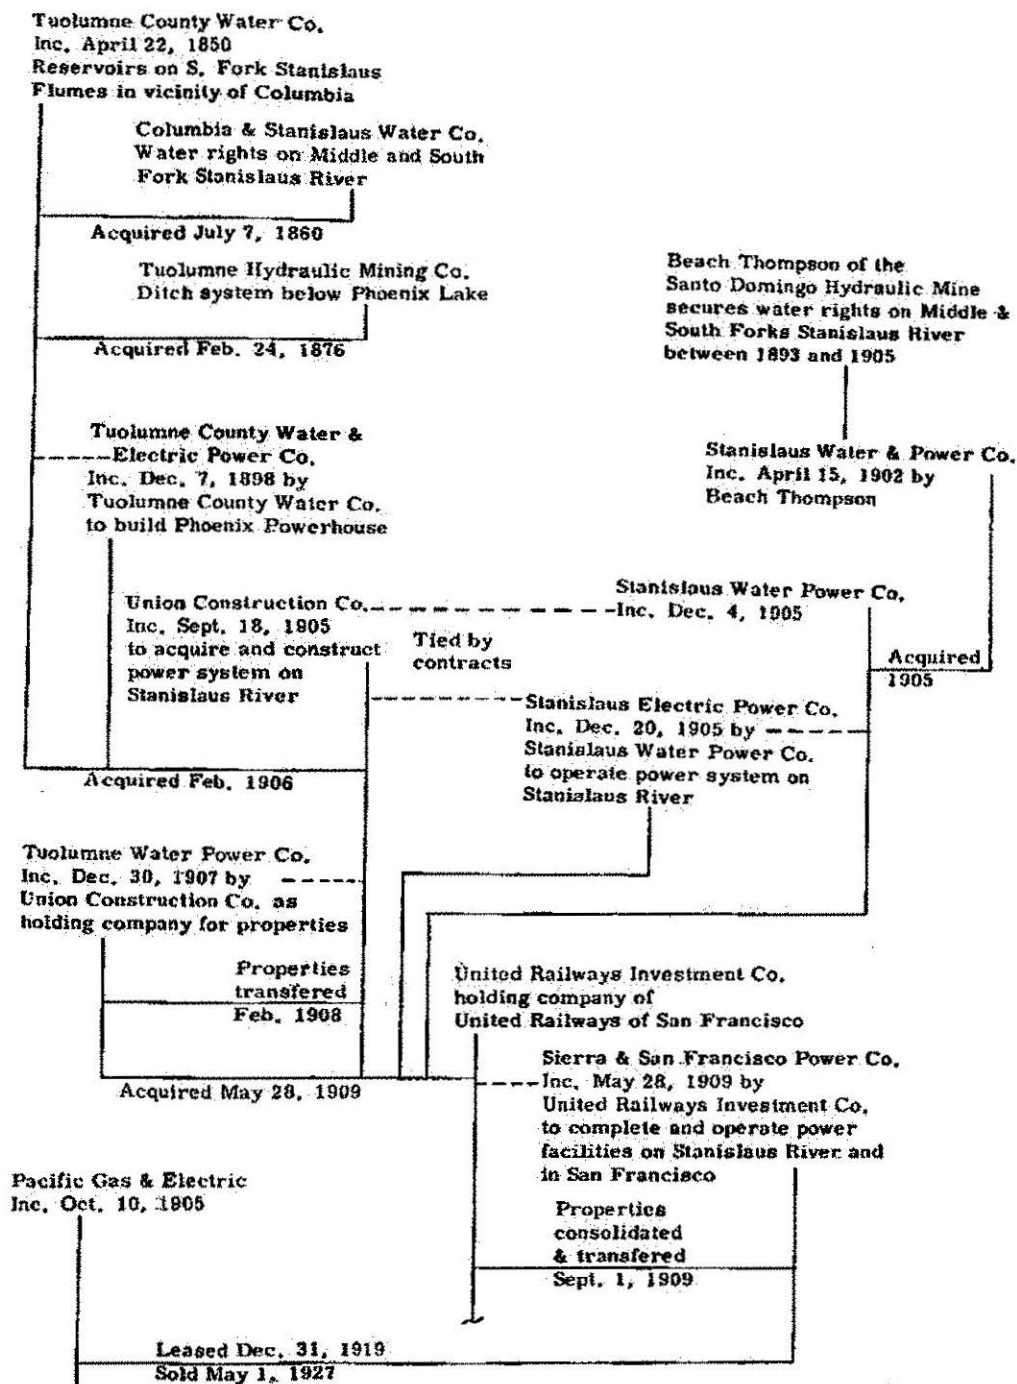 Tuolumne County Water Co.
Inc. April 22, 1850
Reservoirs on S. Fork Stanislaus
Flumes in vicinity of Columbia
Columbia & Stanislaus Water Co.
Water rights on Middle and South
Fork Stanislaus River
Acquired July 7, 1860
Tuolumne Hydraulic Mining Co.
Ditch system below Phoenix Lake
Acquired Feb. 24, 1876
Beach Thompson of the
Santo Domingo Hydraulic Mine
secures water rights on Middle &
South Forks Stanislaus River
between 1893 and 1905
Tuolumne County Water &
Electric Power Co.
Inc. Dec. 7, 1898 by
Tuolumne County Water Co.
to build Phoenix Powerhouse
Stanislaus Water & Power Co.
Inc. April 15, 1902 by
Beach Thompson
Union Construction Co.
Inc. Sept. 18, 1905
to acquire and construct
power system on
Stanislaus River
Tied by
contracts
Stanislaus Water Power Co.
Inc. Dec. 4, 1905
Acquired
1905
Stanislaus Electric Power Co.
Inc. Dec. 20, 1905 by
Stanislaus Water Power Co.
to operate power system on
Stanislaus River
Acquired Feb. 1906
Tuolumne Water Power Co.
Inc. Dec. 30, 1907 by
Union Construction Co. as
holding company for properties
Properties
transfered
Feb. 1908
United Railways Investment Co.
holding company of
United Railways of San Francisco
Acquired May 28, 1909
Sierra & San Francisco Power Co.
Inc. May 28, 1909 by
United Railways Investment Co.
to complete and operate power
facilities on Stanislaus River and
in San Francisco
Pacific Gas & Electric
Inc. Oct. 10, 1905
Properties
consolidated
& transfered
Sept. 1, 1909
Leased Dec. 31, 1919
Sold May 1, 1927